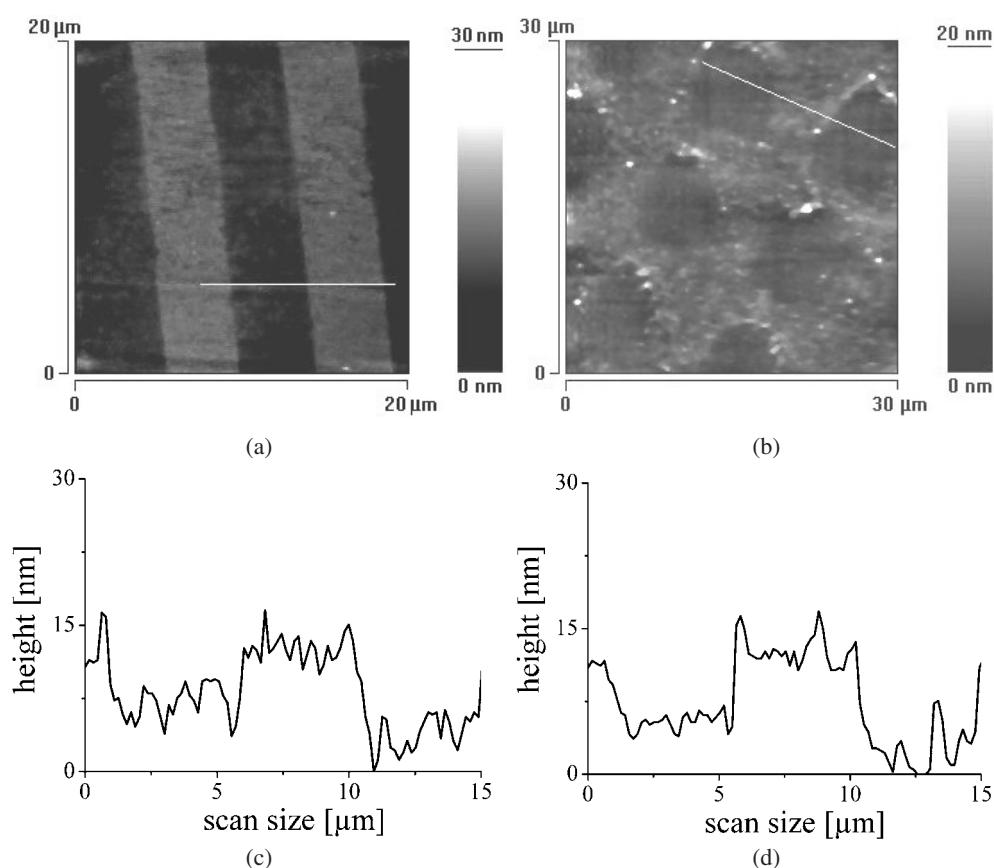 20 µm
30 nm
0
0 nm
0
20 µm
(a)
30 µm
20 nm
0
0 nm
0
30 µm
(b)
30
15
0
height [nm]
0 5 10 15
scan size [µm]
(c)
30
15
0
height [nm]
0 5 10 15
scan size [µm]
(d)